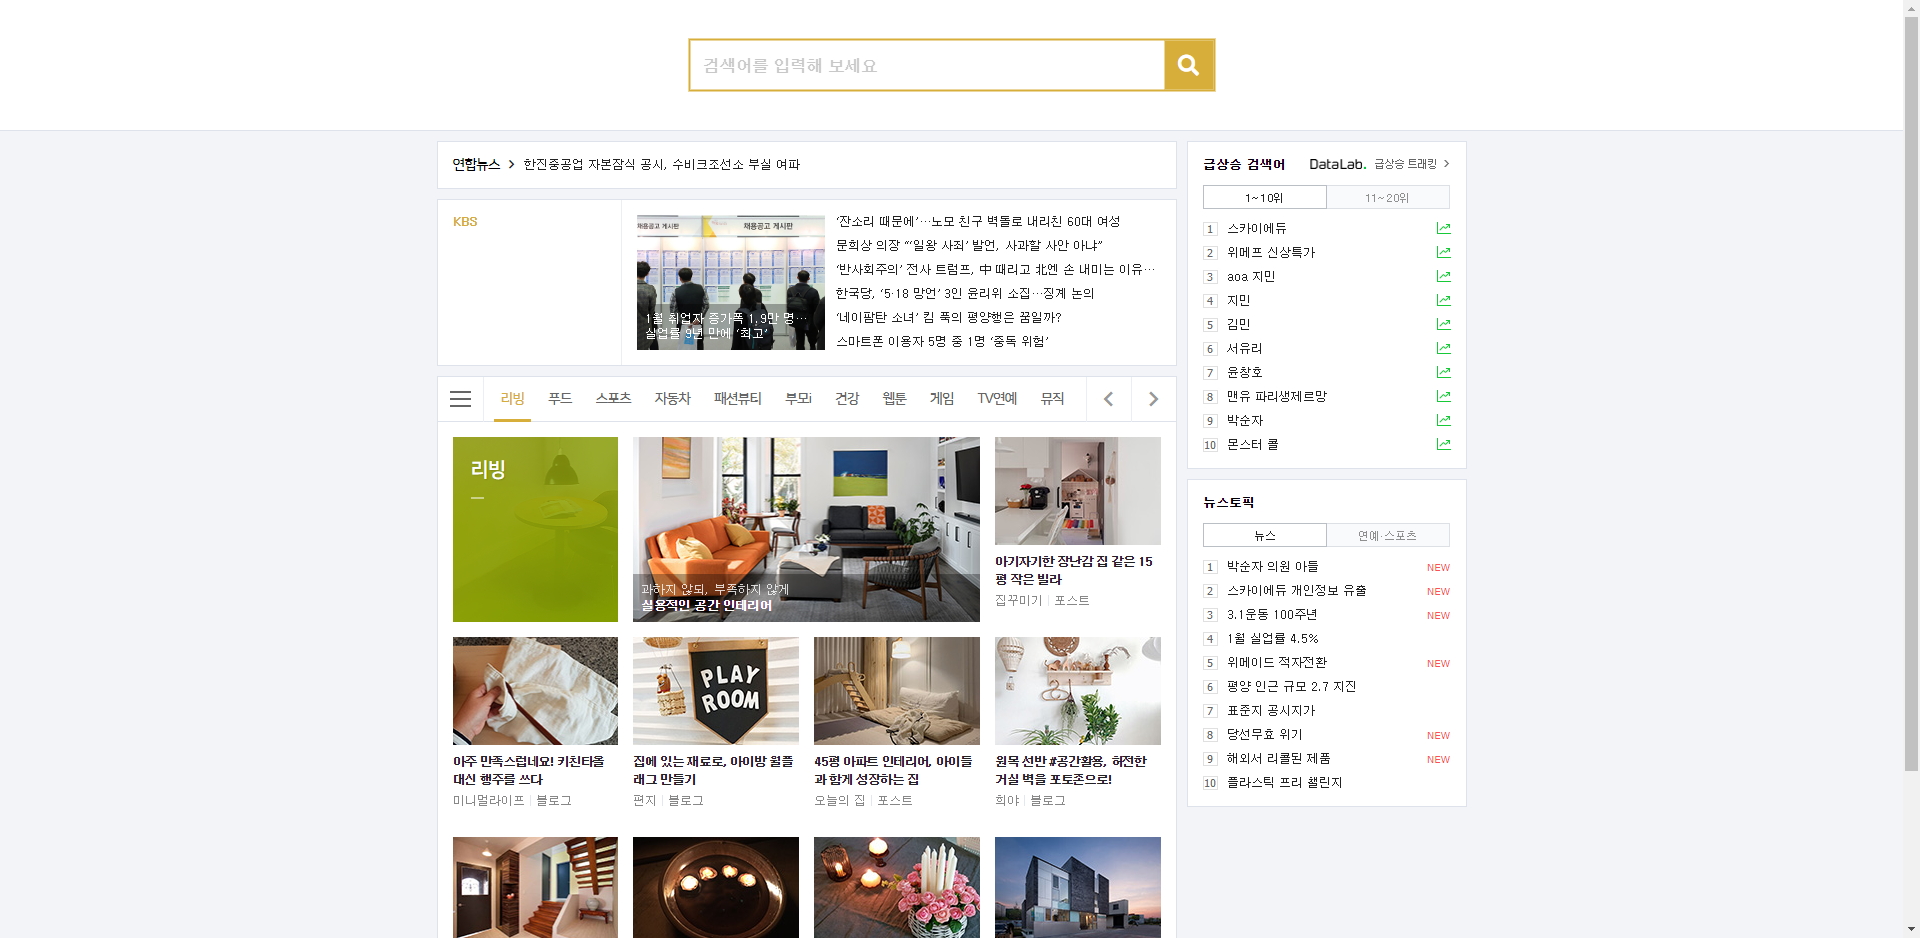 검색어를 입력해 보세요
연합뉴스 > 한진중공업 자본잠식 공시, 수비크조선소 부실 여파
KBS
채용공고 게시판
채용공고 게시판
1월 취업자 증가폭 1.9만 명…
실업률 9년 만에 ‘최고’
‘잔소리 때문에’…노모 친구 벽돌로 내리친 60대 여성
문희상 의장 “‘일왕 사죄’ 발언, 사과할 사안 아냐”
‘반사회주의’ 전사 트럼프, 中 때리고 北엔 손 내미는 이유…
한국당, ‘5·18 망언’ 3인 윤리위 소집…징계 논의
‘네이팜탄 소녀’ 킴 푹의 평양행은 꿈일까?
스마트폰 이용자 5명 중 1명 ‘중독 위험’
리빙 푸드 스포츠 자동차 패션뷰티 부모i 건강 웹툰 게임 TV연예 뮤직
리빙
과하지 않되, 부족하지 않게
실용적인 공간 인테리어
아기자기한 장난감 집 같은 15
평 작은 빌라
집꾸미기 | 포스트
PLAY
ROOM
아주 만족스럽네요! 키친타올
대신 행주를 쓰다
미니멀라이프 | 블로그
집에 있는 재료로, 아이방 월플
래그 만들기
편지 | 블로그
45평 아파트 인테리어, 아이들
과 함께 성장하는 집
오늘의 집 | 포스트
원목 선반 #공간활용, 허전한
거실 벽을 포토존으로!
희야 | 블로그
급상승 검색어 DataLab. 급상승 트래킹 >
1~10위 11~20위
1 스카이에듀
2 위메프 신상특가
3 aoa 지민
4 지민
5 김민
6 서유리
7 윤창호
8 맨유 파리생제르망
9 박순자
10 몬스터 콜
뉴스토픽
뉴스 연예·스포츠
1 박순자 의원 아들 NEW
2 스카이에듀 개인정보 유출 NEW
3 3.1운동 100주년 NEW
4 1월 실업률 4.5%
5 위메이드 적자전환 NEW
6 평양 인근 규모 2.7 지진
7 표준지 공시지가
8 당선무효 위기 NEW
9 해외서 리콜된 제품 NEW
10 플라스틱 프리 챌린지